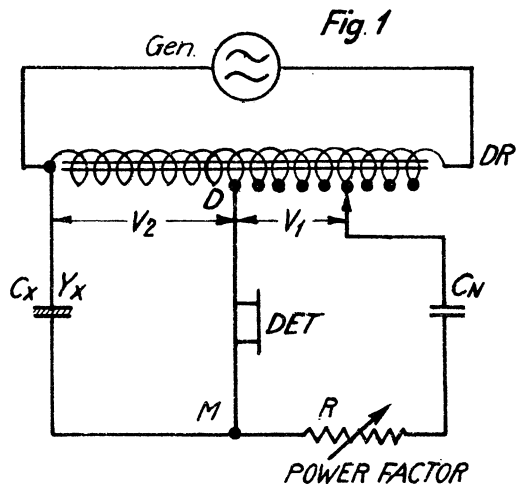 Fig. 1
Gen.
DR
D
V2
V1
CX YX
CN
DET
M
R
POWER FACTOR